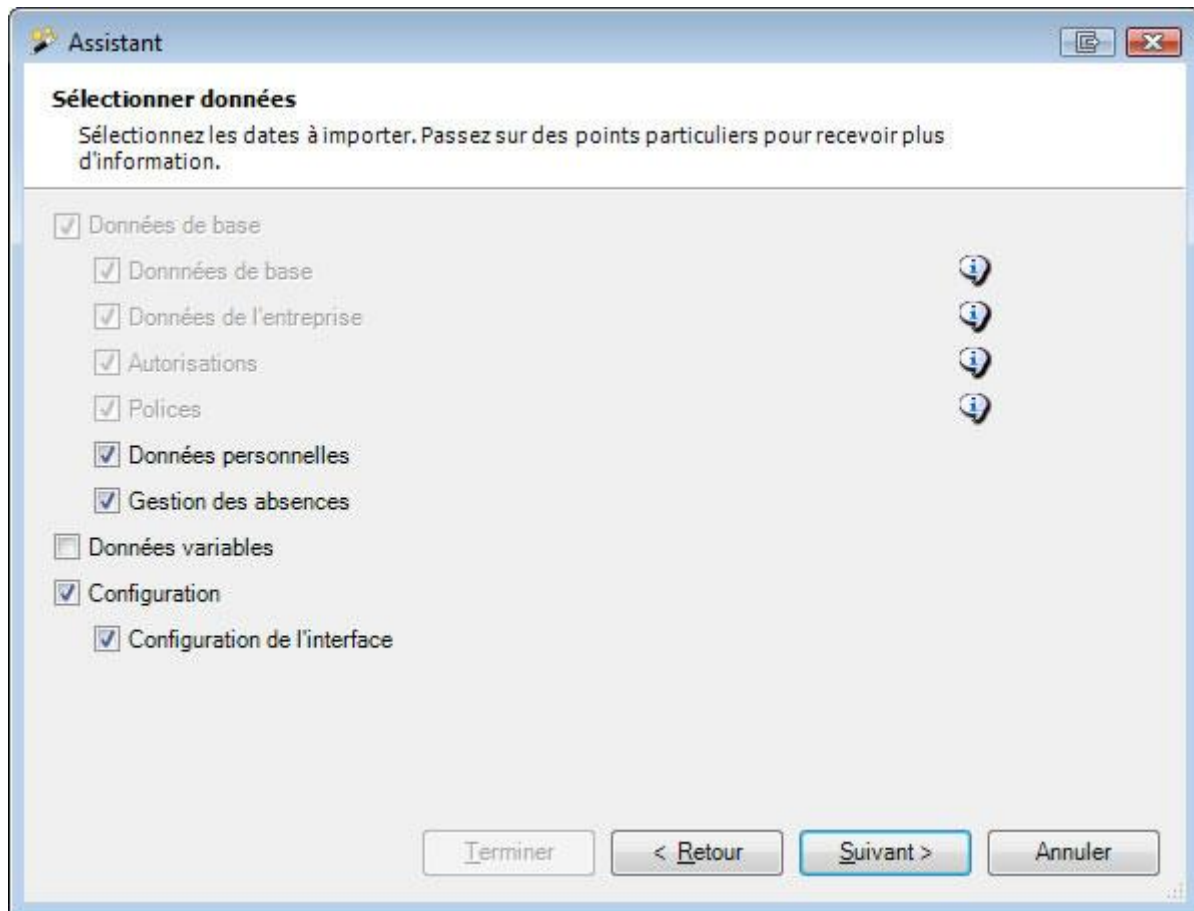 Assistant
Sélectionner données
Sélectionnez les dates à importer. Passez sur des points particuliers pour recevoir plus
d'information.
Données de base
Donnnées de base
Données de l'entreprise
Autorisations
Polices
Données personnelles
Gestion des absences
Données variables
Configuration
Configuration de l'interface
Terminer
< Retour
Suivant >
Annuler